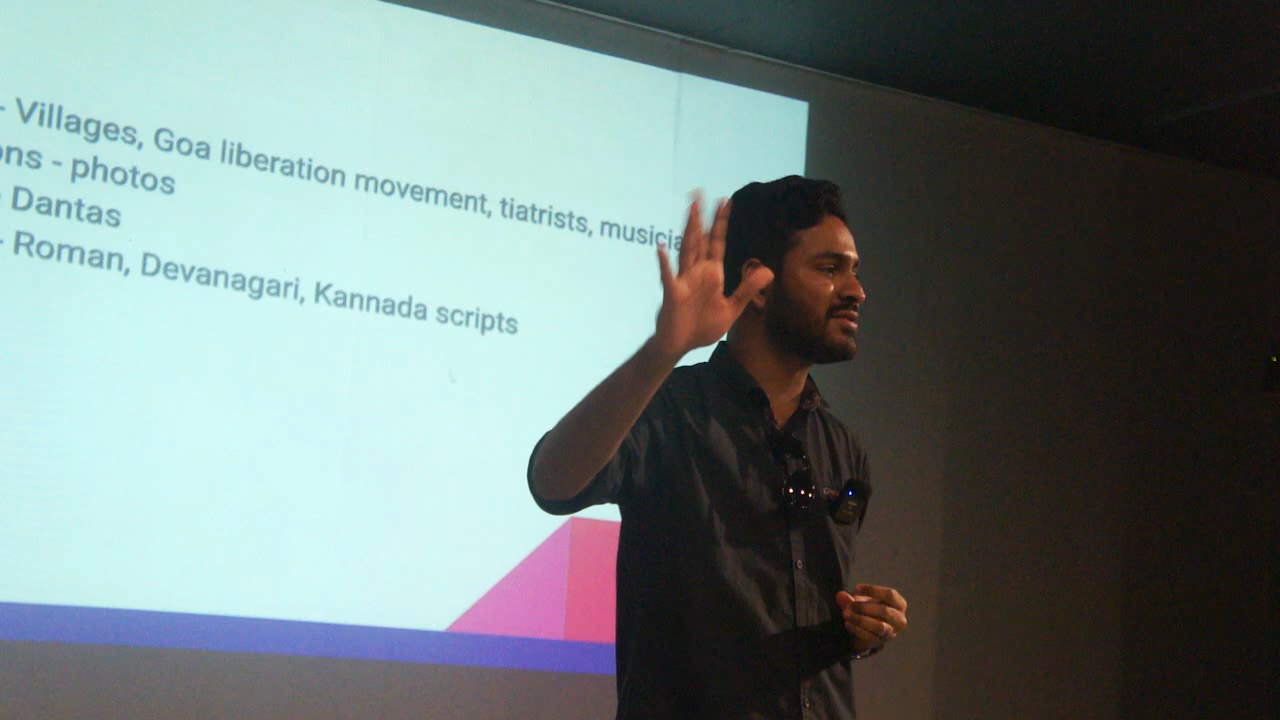 - Villages, Goa liberation movement, tiatrists, musicia
ons - photos
- Dantas
- Roman, Devanagari, Kannada scripts